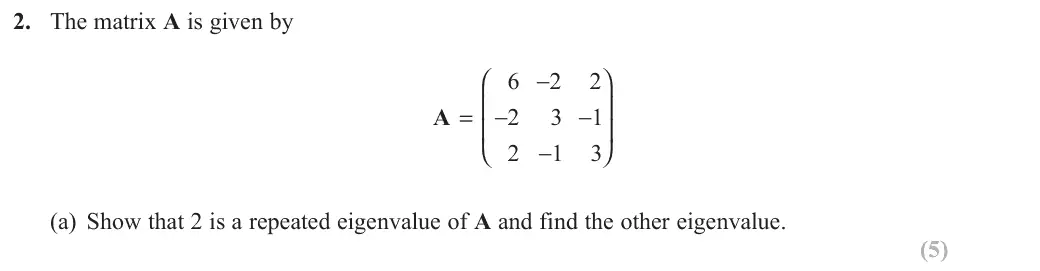 2. The matrix A is given by
6 −2 2
A = −2 3 −1
2 −1 3
(a) Show that 2 is a repeated eigenvalue of A and find the other eigenvalue.
(5)